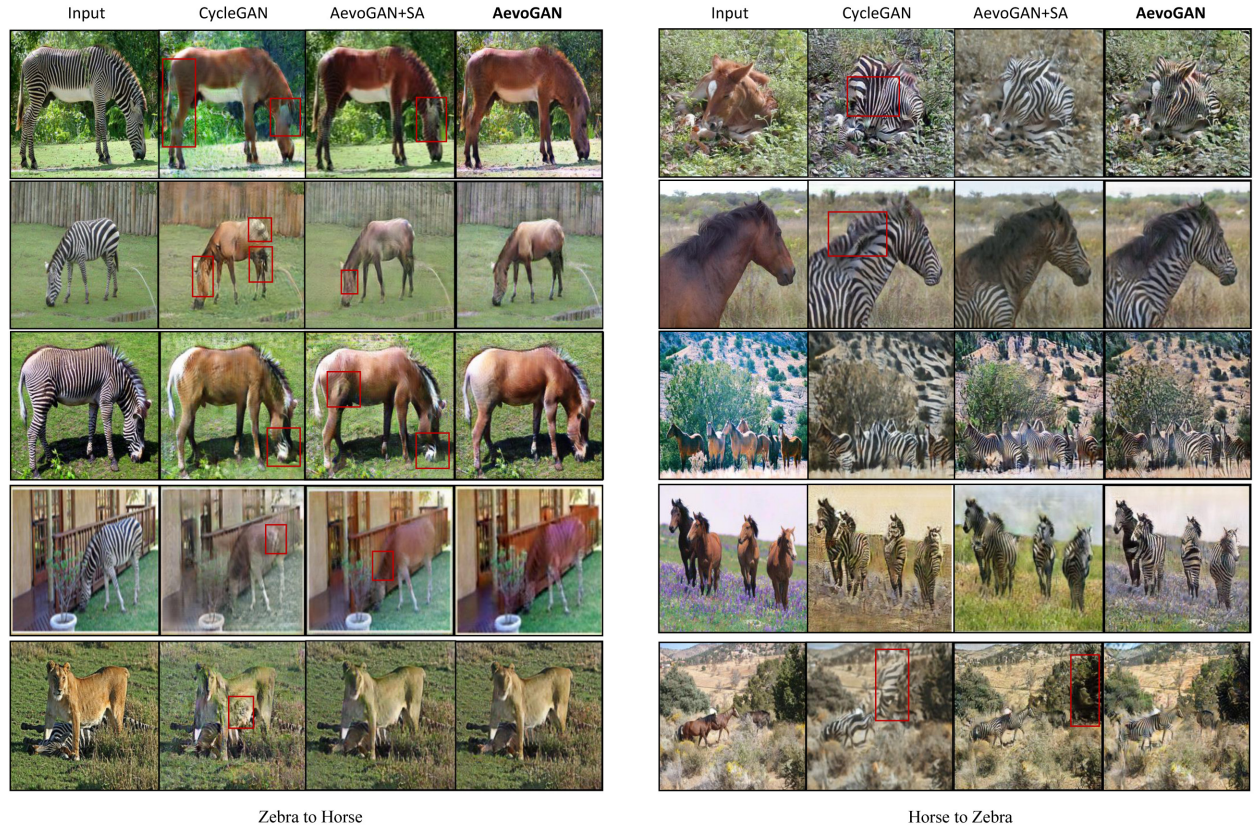 Input CycleGAN AevoGAN+SA AevoGAN Input CycleGAN AevoGAN+SA AevoGAN
Zebra to Horse Horse to Zebra